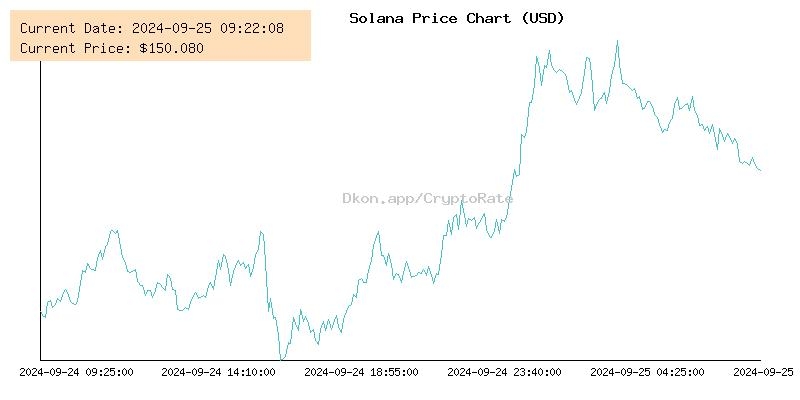 Solana Price Chart (USD)
Current Date: 2024-09-25 09:22:08
Current Price: $150.080
Dkon.app/CryptoRate
2024-09-24 09:25:00 2024-09-24 14:10:00 2024-09-24 18:55:00 2024-09-24 23:40:00 2024-09-25 04:25:00 2024-09-25